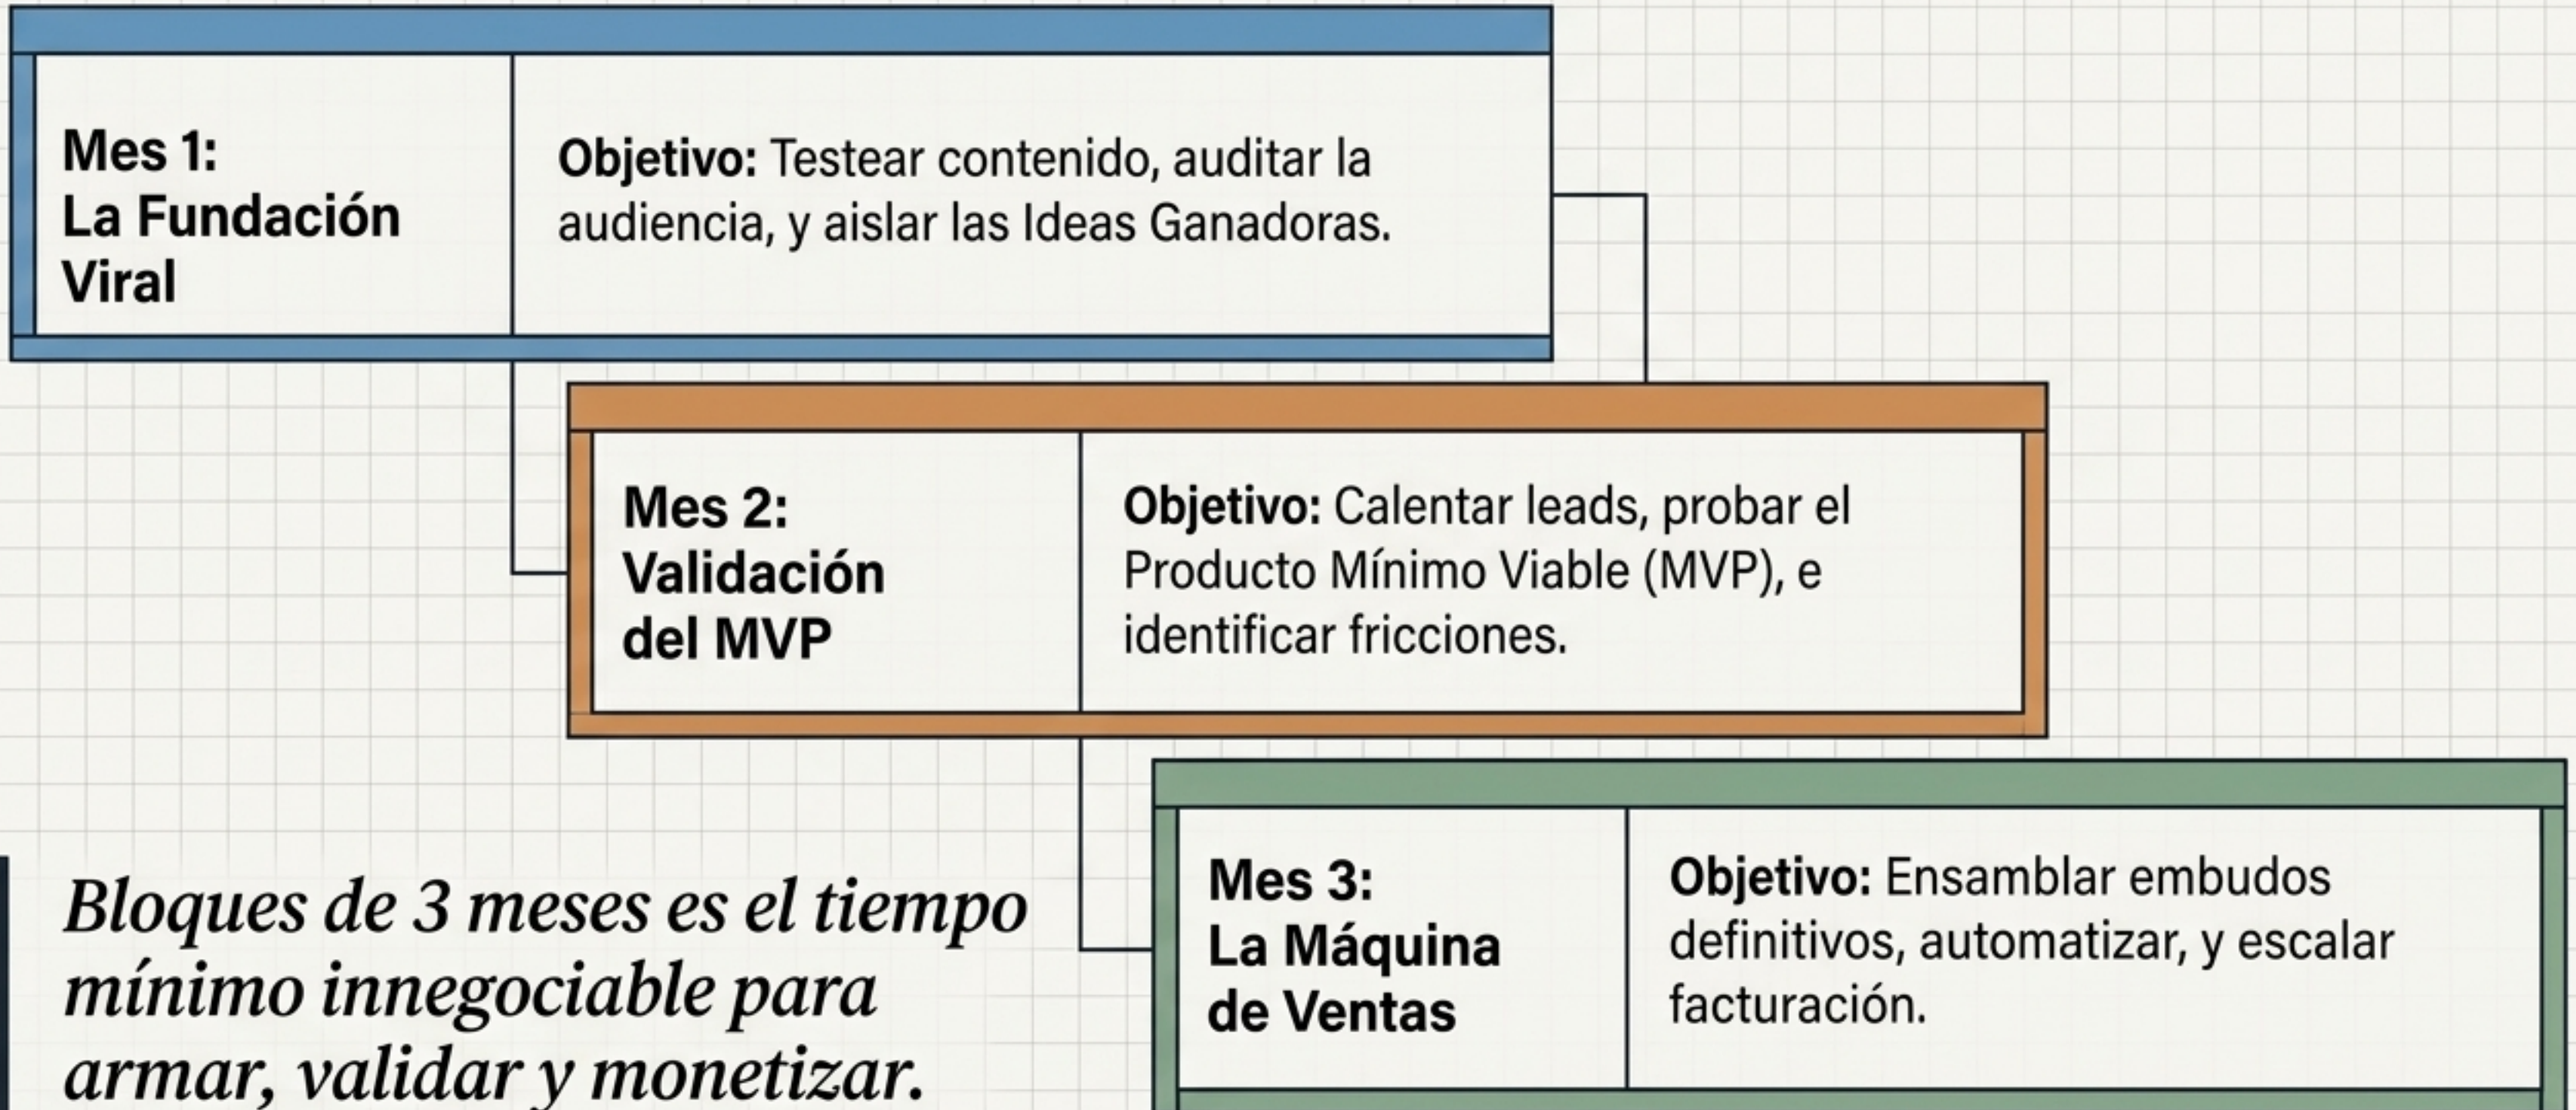 Mes 1:
La Fundación
Viral
Objetivo: Testear contenido, auditar la
audiencia, y aislar las Ideas Ganadoras.
Mes 2:
Validación
del MVP
Objetivo: Calentar leads, probar el
Producto Mínimo Viable (MVP), e
identificar fricciones.
Mes 3:
La Máquina
de Ventas
Objetivo: Ensamblar embudos
definitivos, automatizar, y escalar
facturación.
Bloques de 3 meses es el tiempo
mínimo innegociable para
armar, validar y monetizar.